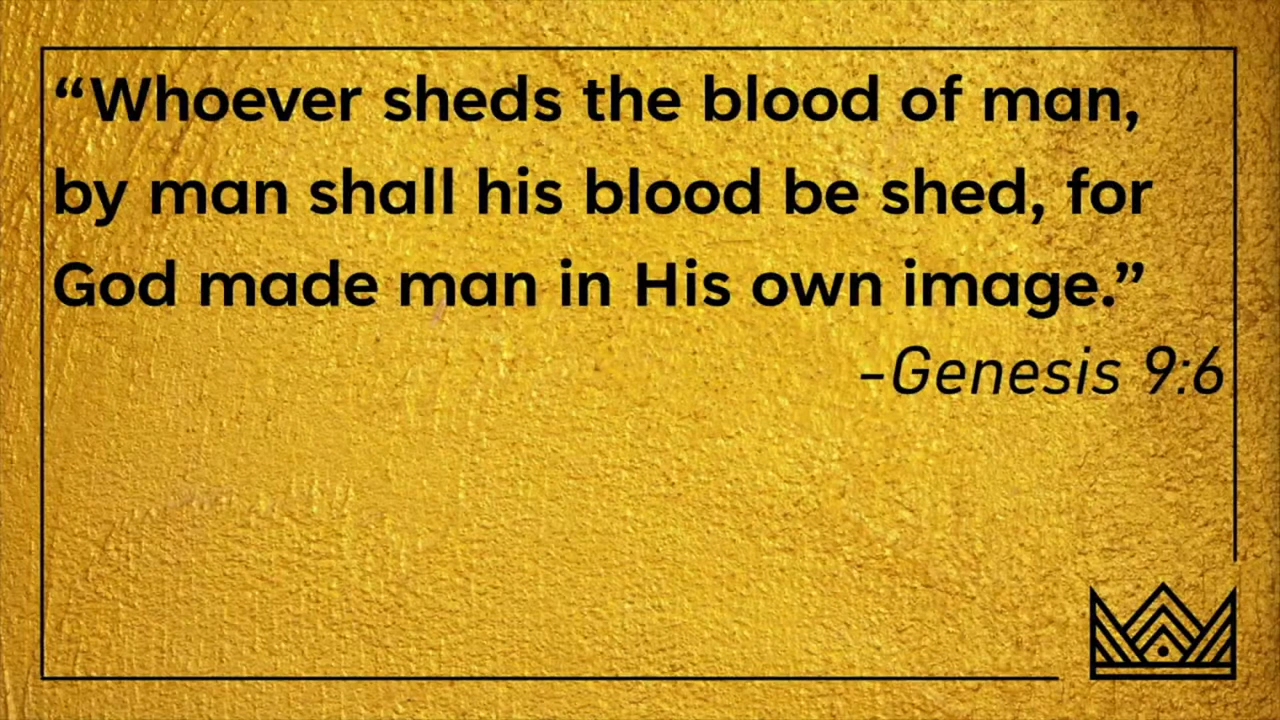 “Whoever sheds the blood of man,
by man shall his blood be shed, for
God made man in His own image.”
-Genesis 9:6